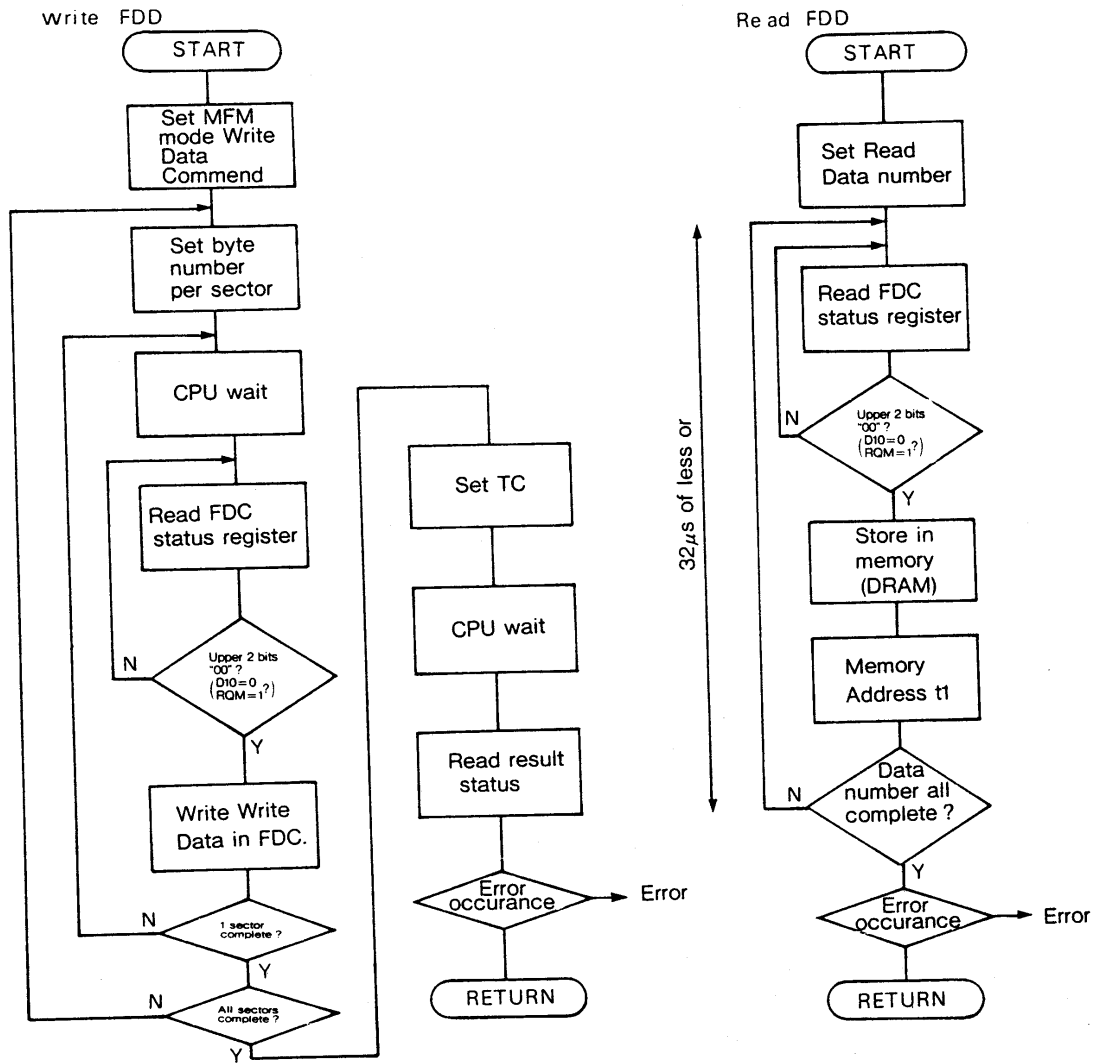 Write FDD
START
Set MFM
mode Write
Data
Commend
Set byte
number
per sector
CPU wait
Read FDC
status register
N
Upper 2 bits
"00" ?
(D10=0
RQM=1?)
Y
Write Write
Data in FDC.
N
1 sector
complete ?
Y
N
All sectors
complete ?
Y
Set TC
CPU wait
Read result
status
Error
occurance
Error
RETURN
Read FDD
START
Set Read
Data number
32μs of less or
Read FDC
status register
N
Upper 2 bits
"00" ?
(D10=0
RQM=1?)
Y
Store in
memory
(DRAM)
Memory
Address t1
N
Data
number all
complete ?
Y
Error
occurance
Error
RETURN